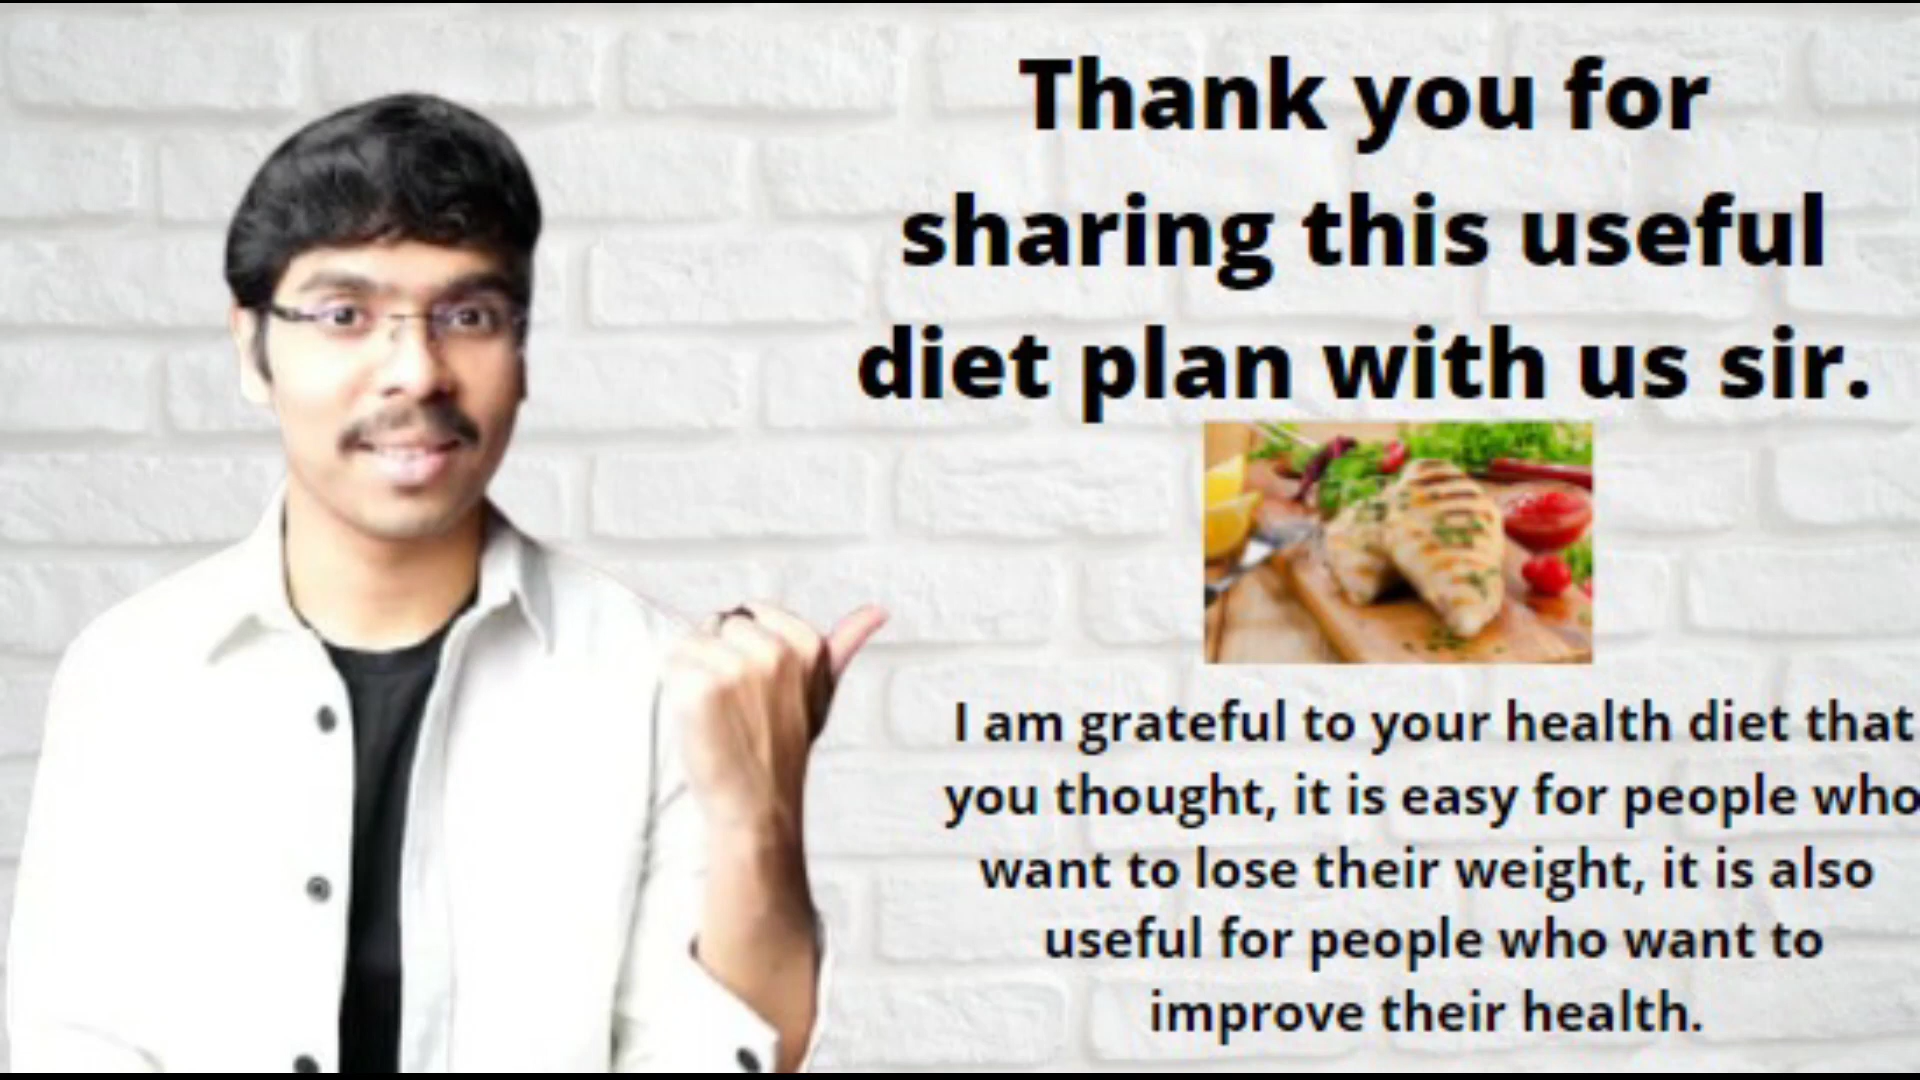 Thank you for
sharing this useful
diet plan with us sir.
I am grateful to your health diet that
you thought, it is easy for people who
want to lose their weight, it is also
useful for people who want to
improve their health.